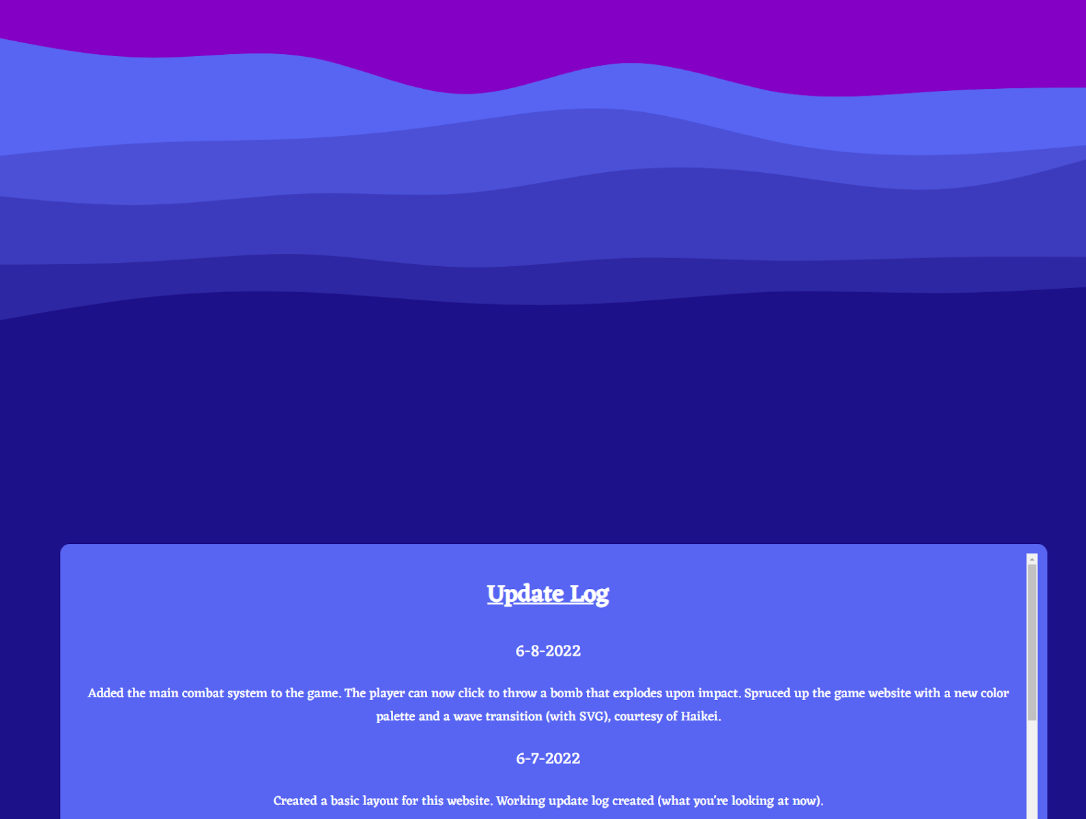 Update Log
6-8-2022
Added the main combat system to the game. The player can now click to throw a bomb that explodes upon impact. Spruced up the game website with a new color
palette and a wave transition (with SVG), courtesy of Haikei.
6-7-2022
Created a basic layout for this website. Working update log created (what you're looking at now).